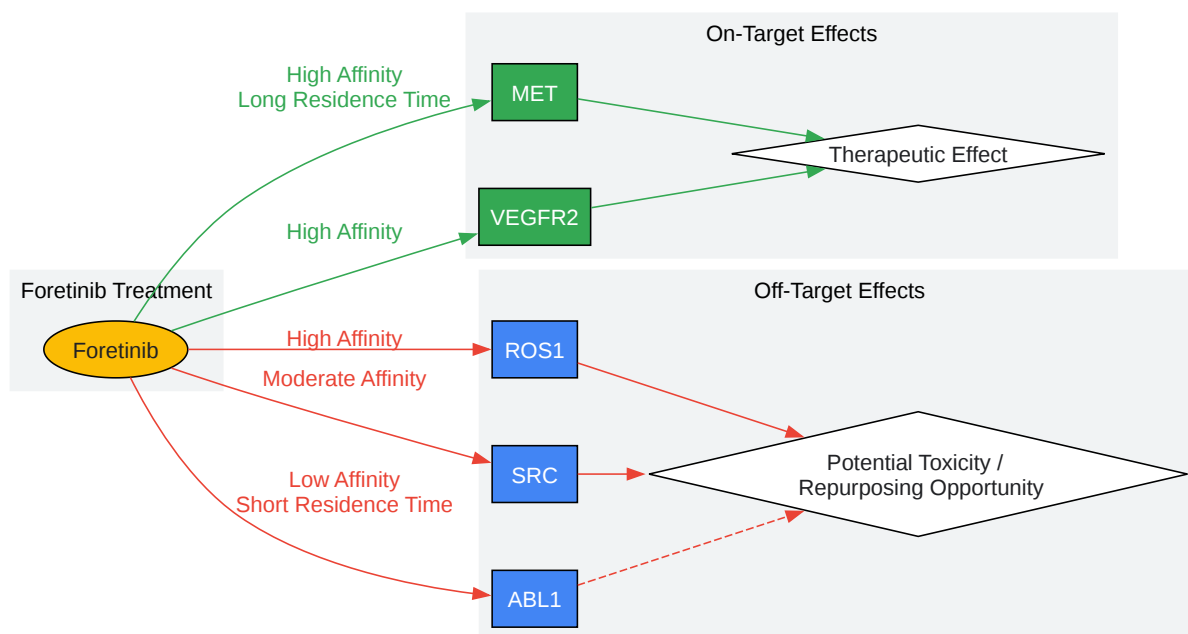 On-Target Effects
High Affinity
Long Residence Time
MET
Therapeutic Effect
VEGFR2
High Affinity
Foretinib Treatment
Off-Target Effects
Foretinib
High Affinity
ROS1
Moderate Affinity
Potential Toxicity /
Repurposing Opportunity
SRC
Low Affinity
Short Residence Time
ABL1